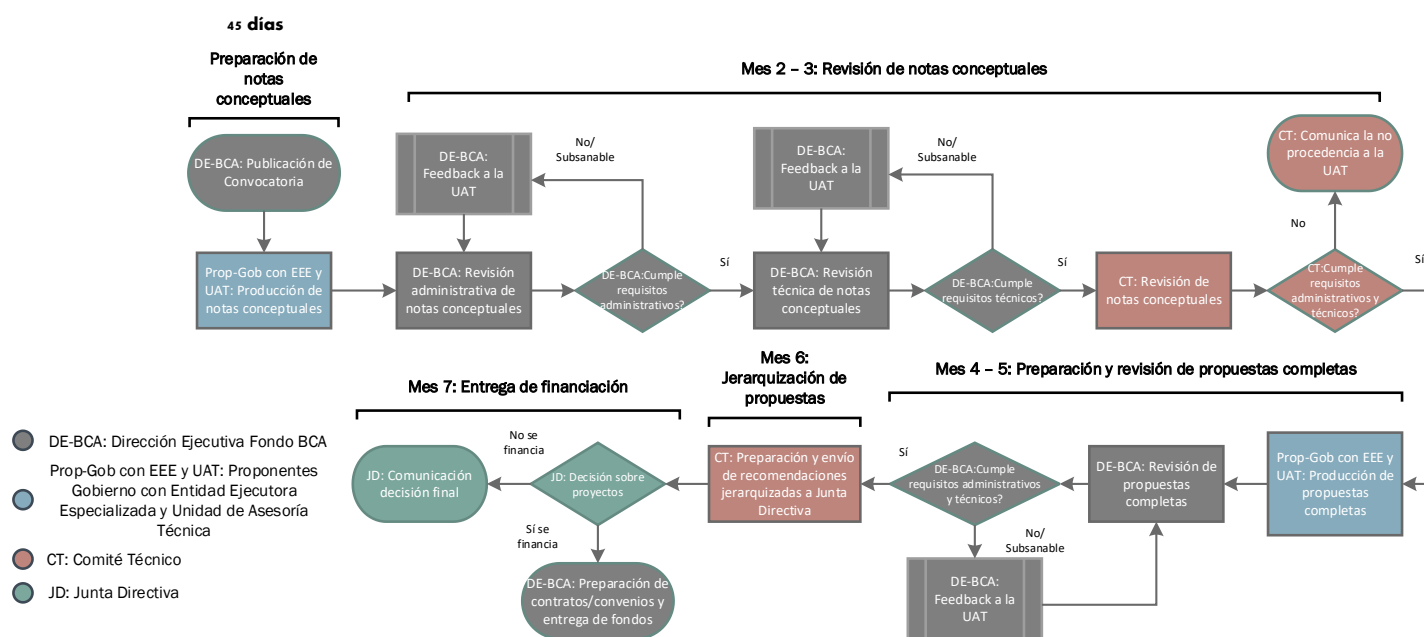 45 días
Preparación de
notas
conceptuales
Mes 2 – 3: Revisión de notas conceptuales
DE-BCA: Publicación de
Convocatoria
DE-BCA:
Feedback a la
UAT
No/
Subsanable
DE-BCA:
Feedback a la
UAT
No/
Subsanable
CT: Comunica la no
procedencia a la
UAT
No
Prop-Gob con EEE y
UAT: Producción de
notas conceptuales
DE-BCA: Revisión
administrativa de
notas conceptuales
DE-BCA:Cumple
requisitos
administrativos?
Sí
DE-BCA: Revisión
técnica de notas
conceptuales
DE-BCA:Cumple
requisitos técnicos?
Sí
CT: Revisión de
notas conceptuales
CT:Cumple
requisitos
administrativos y
técnicos?
Sí
Mes 7: Entrega de financiación
Mes 6:
Jerarquización de
propuestas
Mes 4 – 5: Preparación y revisión de propuestas completas
DE-BCA: Dirección Ejecutiva Fondo BCA
Prop-Gob con EEE y UAT: Proponentes
Gobierno con Entidad Ejecutora
Especializada y Unidad de Asesoría
Técnica
CT: Comité Técnico
JD: Junta Directiva
JD: Comunicación
decisión final
No se
financia
JD: Decisión sobre
proyectos
Sí se
financia
DE-BCA: Preparación de
contratos/convenios y
entrega de fondos
CT: Preparación y envío
de recomendaciones
jerarquizadas a Junta
Directiva
Sí
DE-BCA:Cumple
requisitos administrativos
y técnicos?
No/
Subsanable
DE-BCA:
Feedback a la
UAT
DE-BCA: Revisión de
propuestas
completas
Prop-Gob con EEE y
UAT: Producción de
propuestas
completas